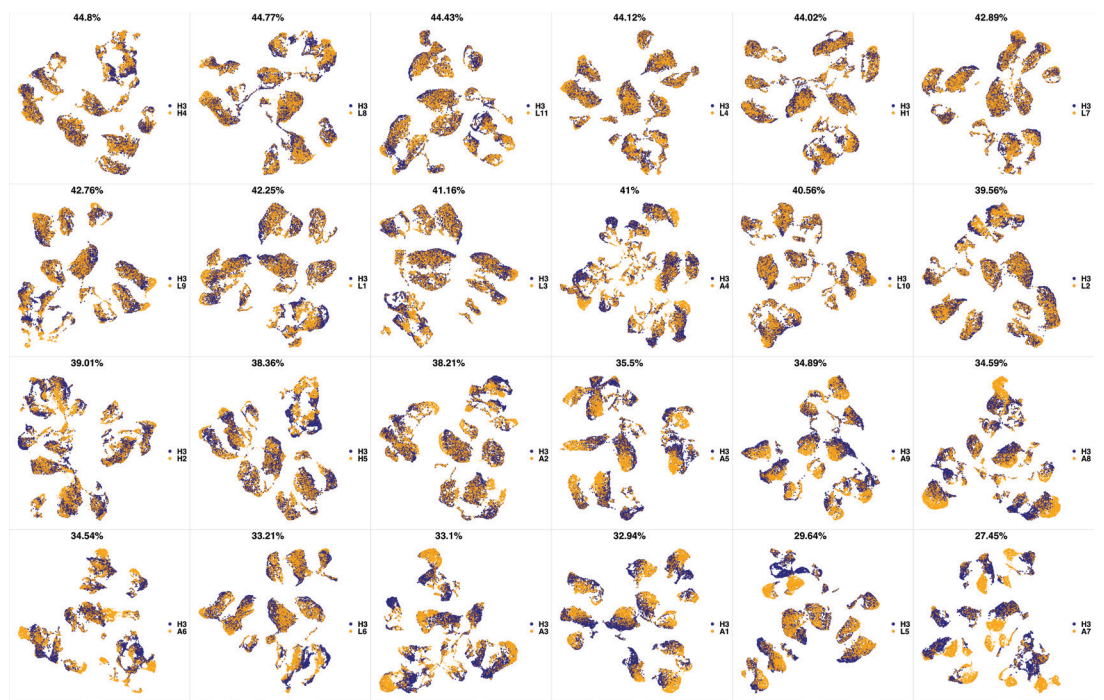 44.8%
H3
H4
44.77%
H3
L8
44.43%
H3
L11
44.12%
H3
L4
44.02%
H3
H1
42.89%
H3
L7
42.76%
H3
L9
42.25%
H3
L1
41.16%
H3
L3
41%
H3
A4
40.56%
H3
L10
39.56%
H3
L2
39.01%
H3
H2
38.36%
H3
H5
38.21%
H3
A2
35.5%
H3
A5
34.89%
H3
A9
34.59%
H3
A8
34.54%
H3
A6
33.21%
H3
L6
33.1%
H3
A3
32.94%
H3
A1
29.64%
H3
L5
27.45%
H3
A7